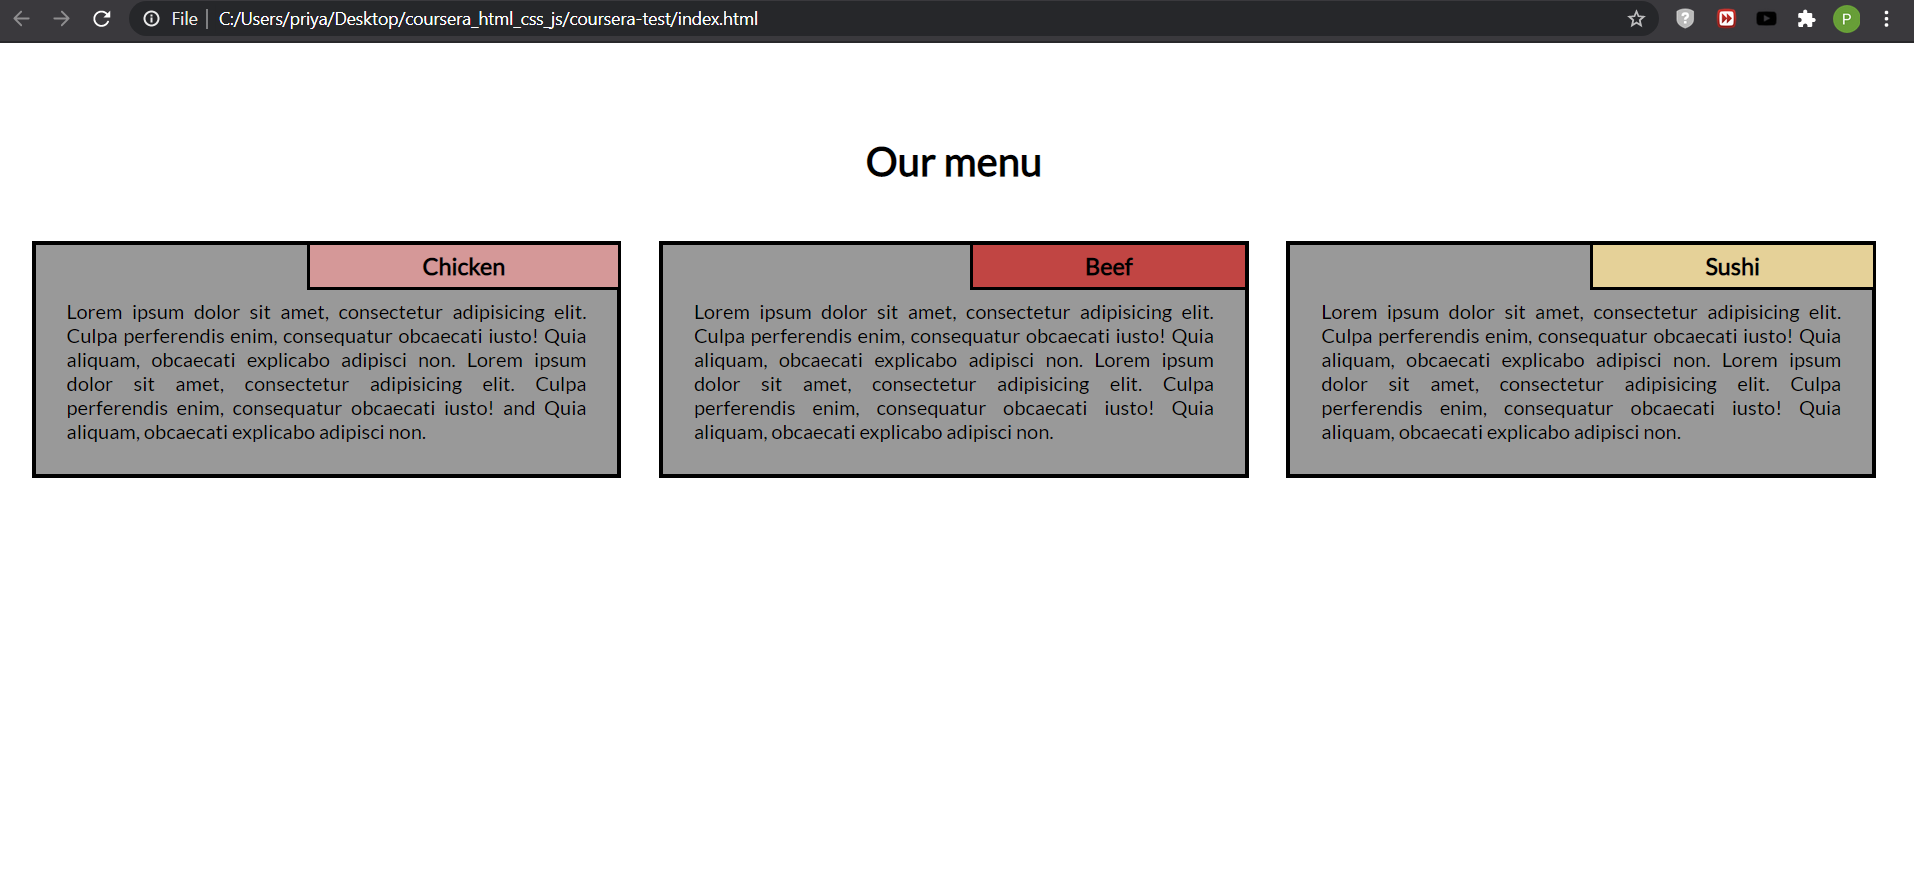 File | C:/Users/priya/Desktop/coursera_html_css_js/coursera-test/index.html
P
Our menu
Chicken
Lorem ipsum dolor sit amet, consectetur adipisicing elit.
Culpa perferendis enim, consequatur obcaecati iusto! Quia
aliquam, obcaecati explicabo adipisci non. Lorem ipsum
dolor sit amet, consectetur adipisicing elit. Culpa
perferendis enim, consequatur obcaecati iusto! and Quia
aliquam, obcaecati explicabo adipisci non.
Beef
Lorem ipsum dolor sit amet, consectetur adipisicing elit.
Culpa perferendis enim, consequatur obcaecati iusto! Quia
aliquam, obcaecati explicabo adipisci non. Lorem ipsum
dolor sit amet, consectetur adipisicing elit. Culpa
perferendis enim, consequatur obcaecati iusto! Quia
aliquam, obcaecati explicabo adipisci non.
Sushi
Lorem ipsum dolor sit amet, consectetur adipisicing elit.
Culpa perferendis enim, consequatur obcaecati iusto! Quia
aliquam, obcaecati explicabo adipisci non. Lorem ipsum
dolor sit amet, consectetur adipisicing elit. Culpa
perferendis enim, consequatur obcaecati iusto! Quia
aliquam, obcaecati explicabo adipisci non.